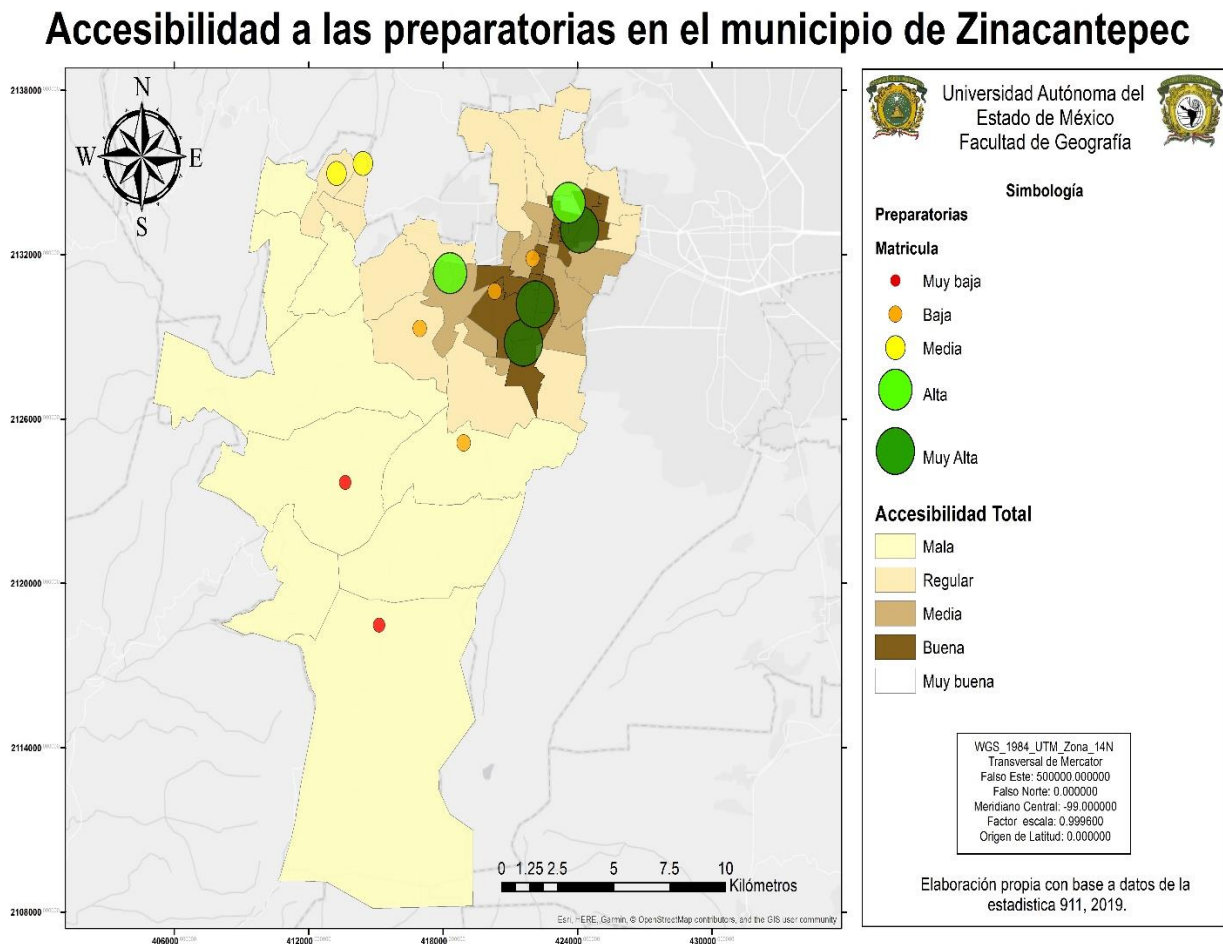 Accesibilidad a las preparatorias en el municipio de Zinacantepec
406000
412000
418000
424000
430000
2138000
2132000
2126000
2120000
2114000
2108000
N
W
E
S
0 1.25 2.5 5 7.5 10
Kilómetros
Esri, HERE, Garmin, © OpenStreetMap contributors, and the GIS user community
406000
412000
418000
424000
430000
Universidad Autónoma del
Estado de México
Facultad de Geografía
Simbología
Preparatorias
Matricula
Muy baja
Baja
Media
Alta
Muy Alta
Accesibilidad Total
Mala
Regular
Media
Buena
Muy buena
WGS_1984_UTM_Zona_14N
Transversal de Mercator
Falso Este: 500000.000000
Falso Norte: 0.000000
Meridiano Central: -99.000000
Factor escala: 0.999600
Origen de Latitud: 0.000000
Elaboración propia con base a datos de la
estadistica 911, 2019.